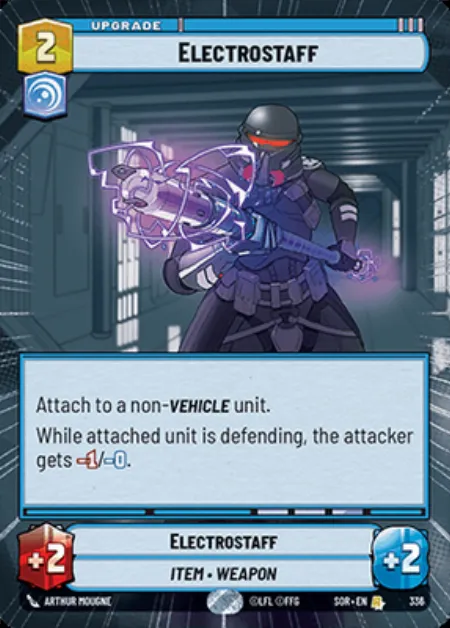 UPGRADE
2
ELECTROSTAFF
Attach to a non-VEHICLE unit.
While attached unit is defending, the attacker
gets -1/-0.
+2
ELECTROSTAFF
+2
ITEM • WEAPON
ARTHUR MOUGNE
©LFL ©FFG
SOR•EN
336